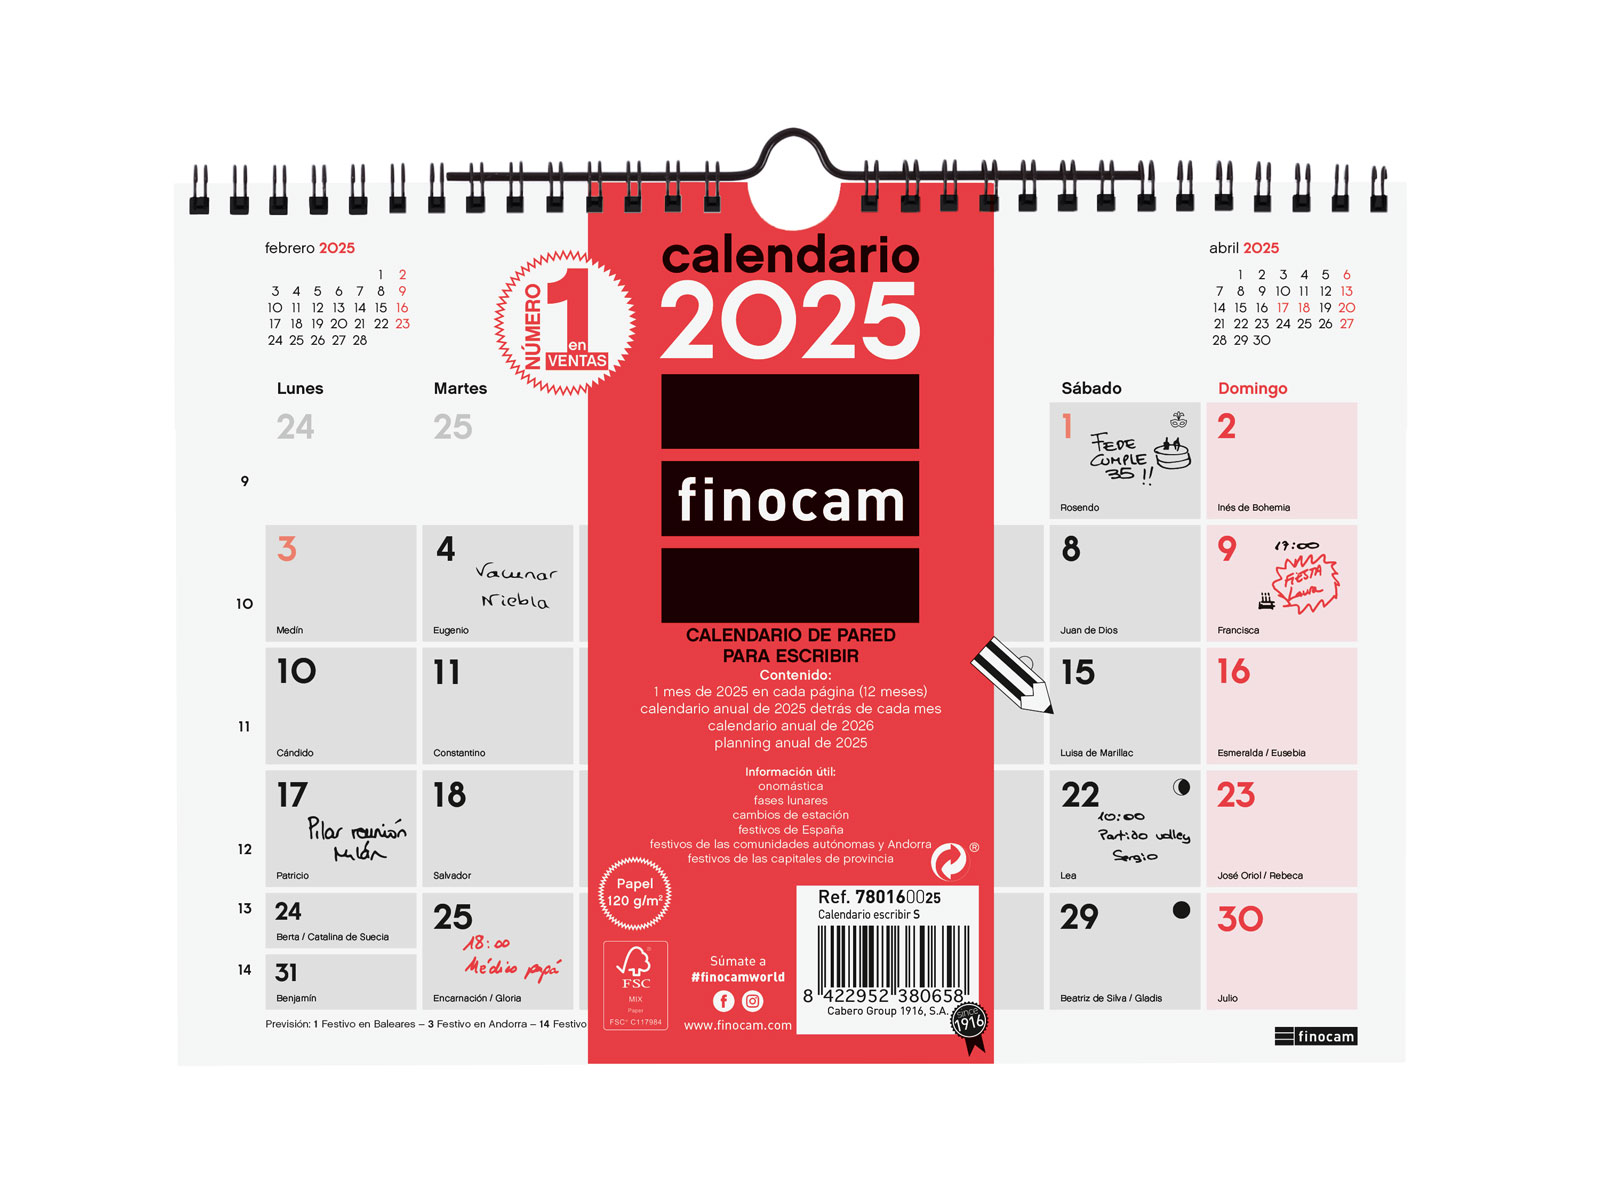 febrero 2025
1 2
3 4 5 6 7 8 9
10 11 12 13 14 15 16
17 18 19 20 21 22 23
24 25 26 27 28
NÚMERO 1 en VENTAS
calendario
2025
abril 2025
1 2 3 4 5 6
7 8 9 10 11 12 13
14 15 16 17 18 19 20
21 22 23 24 25 26 27
28 29 30
Lunes Martes Sábado Domingo
9
24 25
1
FEDE
CUMPLE
35 !!
Rosendo
2
Inés de Bohemia
finocam
10
3
Medín
4
Vacunar
Niebla
Eugenio
8
Juan de Dios
9
17:00
FIESTA
Laura
Francisca
CALENDARIO DE PARED
PARA ESCRIBIR
Contenido:
1 mes de 2025 en cada página (12 meses)
calendario anual de 2025 detrás de cada mes
calendario anual de 2026
planning anual de 2025
11
10
Cándido
11
Constantino
15
Luisa de Marillac
16
Esmeralda / Eusebia
Información útil:
onomástica
fases lunares
cambios de estación
festivos de España
festivos de las comunidades autónomas y Andorra
festivos de las capitales de provincia
®
12
17
Pilar reunión
Milán
Patricio
18
Salvador
22
10:00
Partido volley
Sergio
Lea
23
José Oriol / Rebeca
Papel
120 g/m²
Ref. 780160025
Calendario escribir S
8 422952 380658
Cabero Group 1916, S.A.
since
1916
13
24
Berta / Catalina de Suecia
14
31
Benjamín
25
18:00
Médico papá
Encarnación / Gloria
29
Beatriz de Silva / Gladis
30
Julio
FSC
MIX
Paper
FSC® C117984
Súmate a
#finocamworld
www.finocam.com
Previsión: 1 Festivo en Baleares – 3 Festivo en Andorra – 14 Festivo
finocam